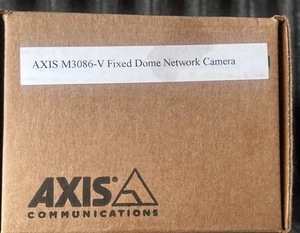 AXIS M3086-V Fixed Dome Network Camera
AXIS
COMMUNICATIONS